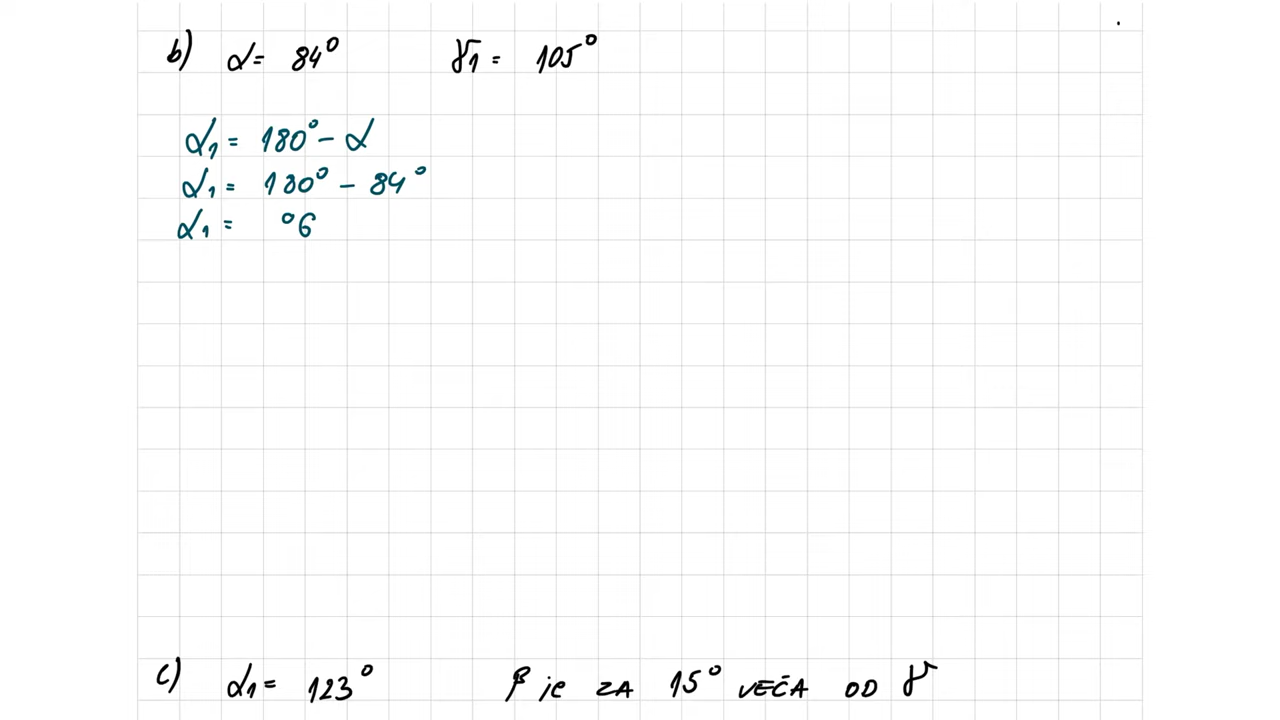 b) α = 84° γ₁ = 105°
α₁ = 180° - α
α₁ = 180° - 84°
α₁ = °6
c) α₁ = 123° β je ZA 15° VEĆA OD γ